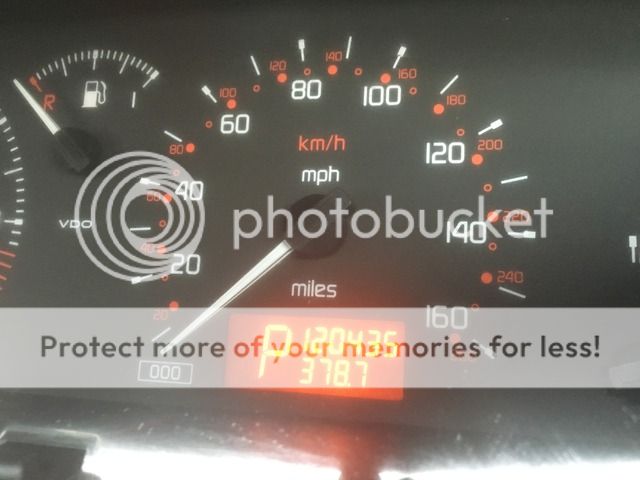 120 140
100 80 100 160
R 60 180
km/h
80 120 200
mph
60 40
photobucket
VDO 220
140
40 20 240
miles
20 160
P 120435
Protect more of your memories for less!
000 378.7